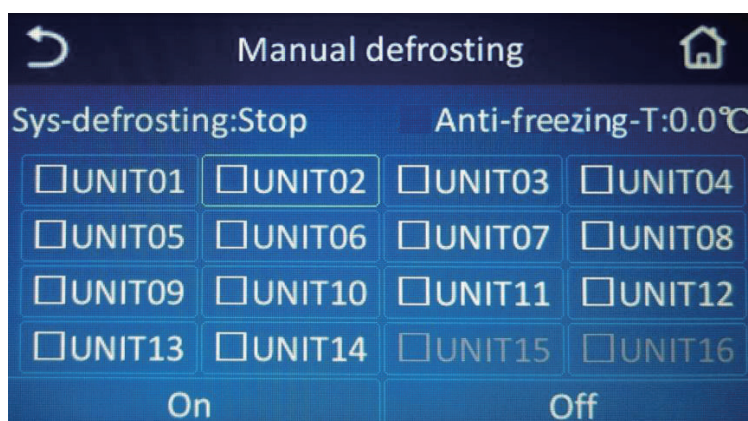 Manual defrosting
Sys-defrosting:Stop Anti-freezing-T:0.0℃
UNIT01 UNIT02 UNIT03 UNIT04
UNIT05 UNIT06 UNIT07 UNIT08
UNIT09 UNIT10 UNIT11 UNIT12
UNIT13 UNIT14 UNIT15 UNIT16
On Off